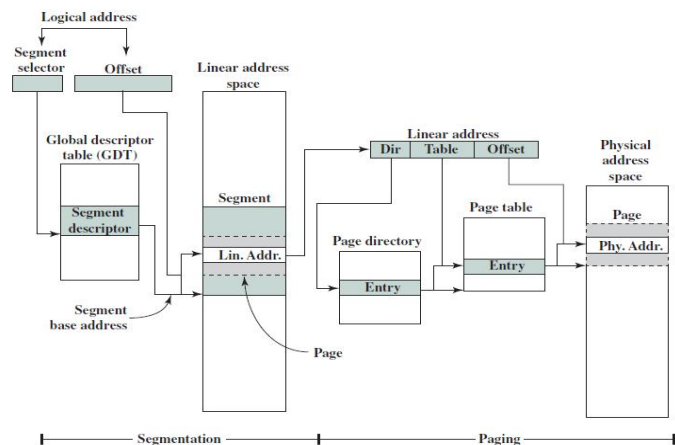 Logical address
Segment
selector
Offset
Global descriptor
table (GDT)
Segment
descriptor
Segment
base address
Linear address
space
Segment
Lin. Addr.
Page
Linear address
Dir
Table
Offset
Page directory
Entry
Page table
Entry
Physical
address
space
Page
Phy. Addr.
Segmentation
Paging